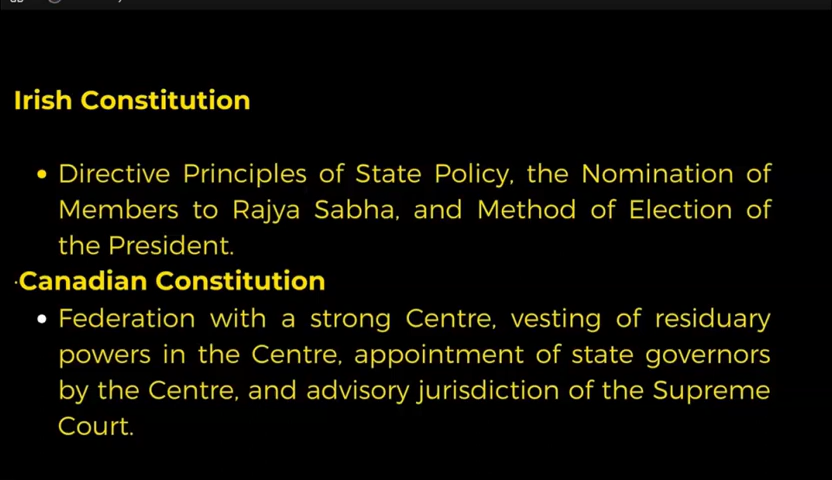 Irish Constitution
• Directive Principles of State Policy, the Nomination of
Members to Rajya Sabha, and Method of Election of
the President.
·Canadian Constitution
• Federation with a strong Centre, vesting of residuary
powers in the Centre, appointment of state governors
by the Centre, and advisory jurisdiction of the Supreme
Court.